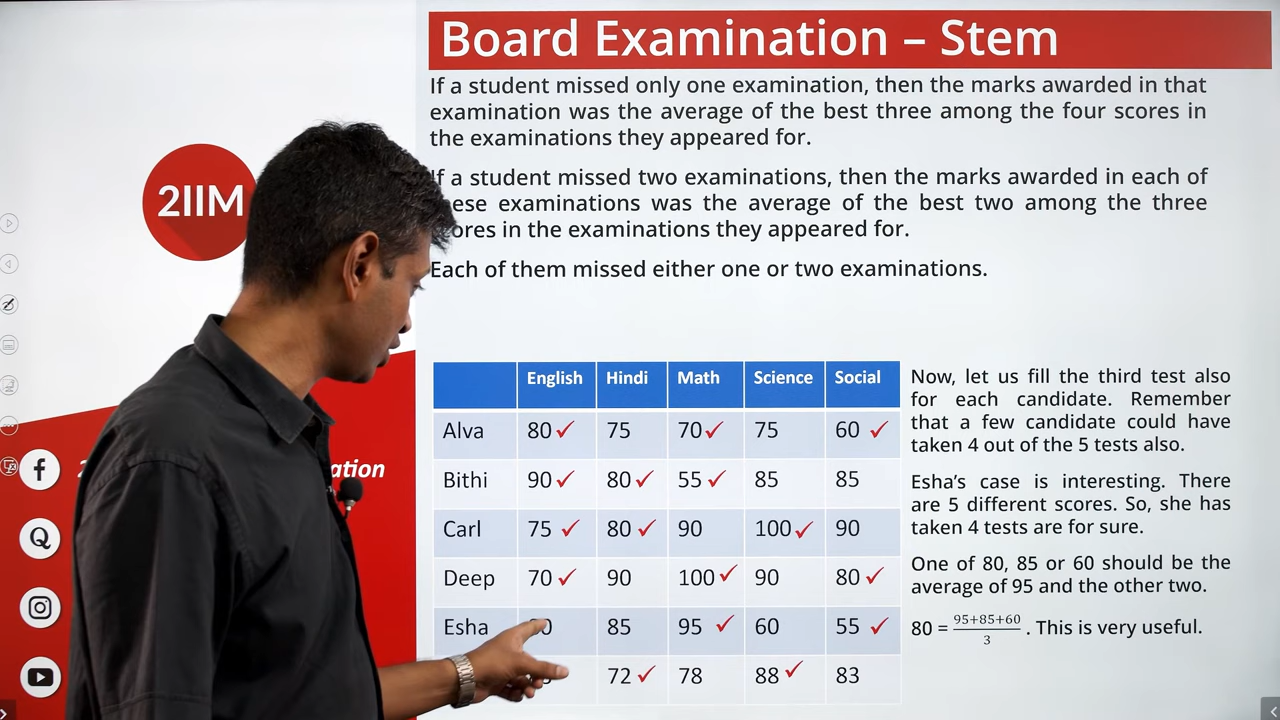 Board Examination – Stem
If a student missed only one examination, then the marks awarded in that
examination was the average of the best three among the four scores in
the examinations they appeared for.
If a student missed two examinations, then the marks awarded in each of
examinations was the average of the best two among the three
in the examinations they appeared for.
Each of them missed either one or two examinations.
2IIM
English Hindi Math Science Social
Alva 80✓ 75 70✓ 75 60✓
Bithi 90✓ 80✓ 55✓ 85 85
Carl 75✓ 80✓ 90 100✓ 90
Deep 70✓ 90 100✓ 90 80✓
Esha 85 95✓ 60 55✓
72✓ 78 88✓ 83
Now, let us fill the third test also
for each candidate. Remember
that a few candidate could have
taken 4 out of the 5 tests also.
Esha’s case is interesting. There
are 5 different scores. So, she has
taken 4 tests are for sure.
One of 80, 85 or 60 should be the
average of 95 and the other two.
80 = (95+85+60)/3 . This is very useful.